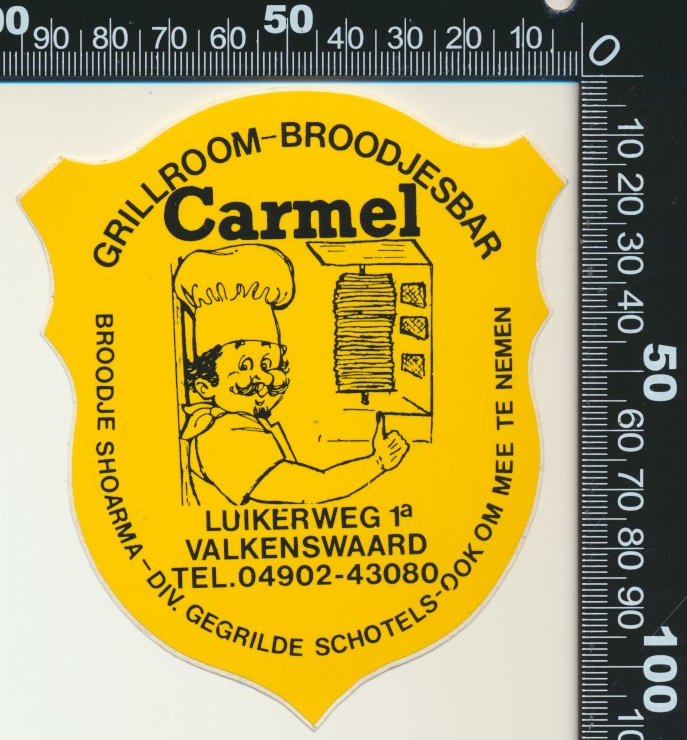 00 90 80 70 60 50 40 30 20 10 0
10 20 30 40 50 60 70 80 90 100 10
GRILLROOM-BROODJESBAR
Carmel
BROODJE SHOARMA-DIV. GEGRILDE SCHOTELS-OOK OM MEE TE NEMEN
LUIKERWEG 1a
VALKENSWAARD
TEL.04902-43080